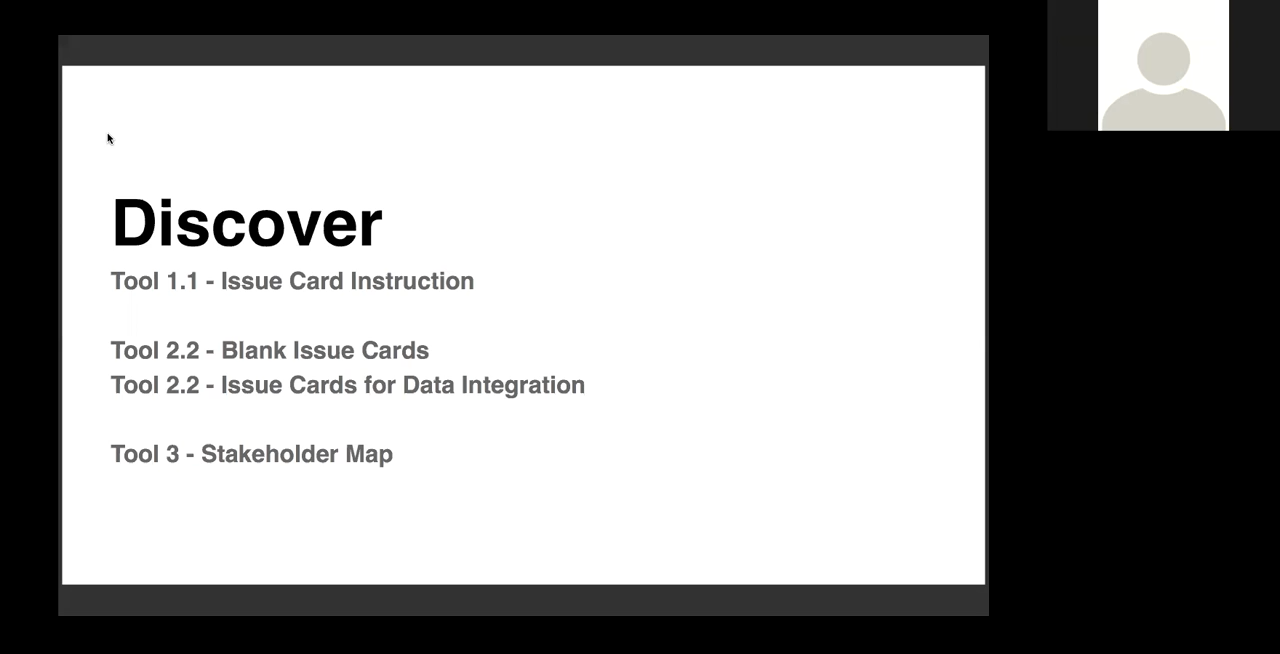 Discover
Tool 1.1 - Issue Card Instruction
Tool 2.2 - Blank Issue Cards
Tool 2.2 - Issue Cards for Data Integration
Tool 3 - Stakeholder Map